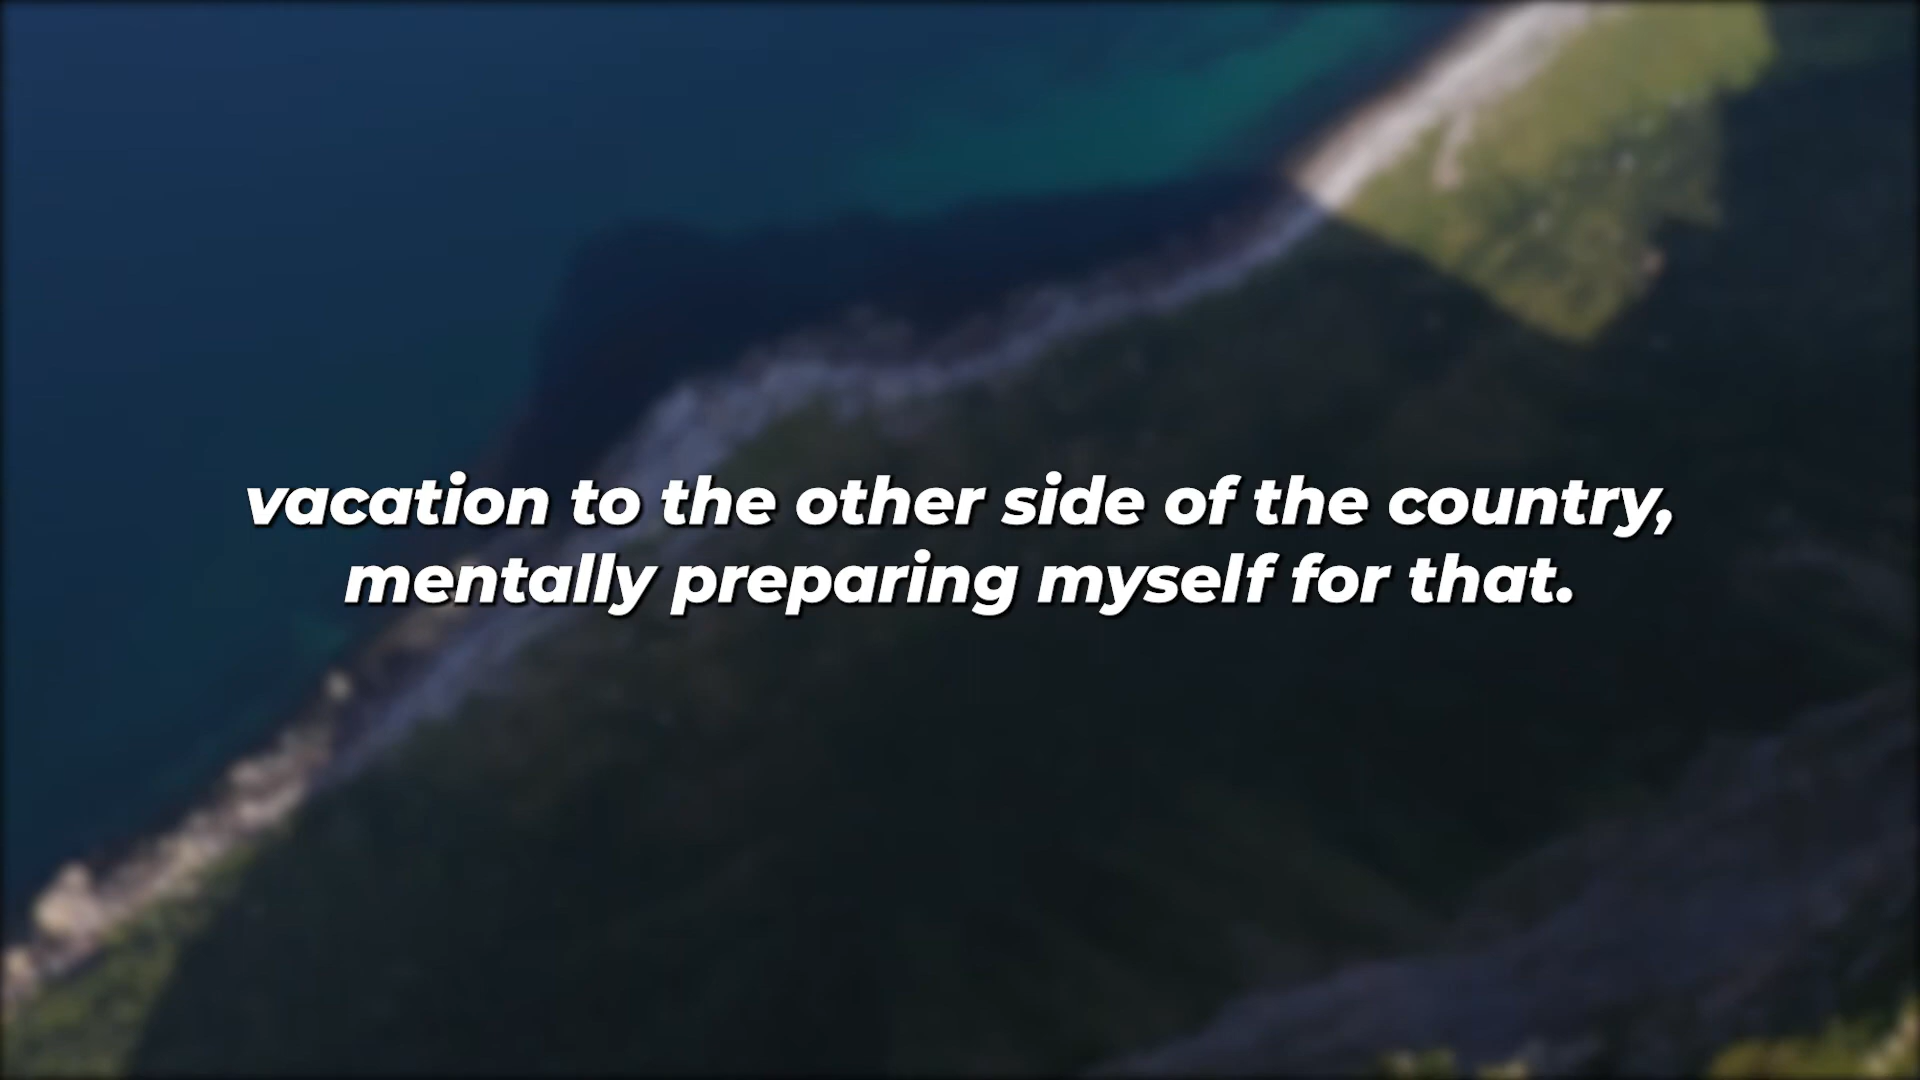 vacation to the other side of the country,
mentally preparing myself for that.